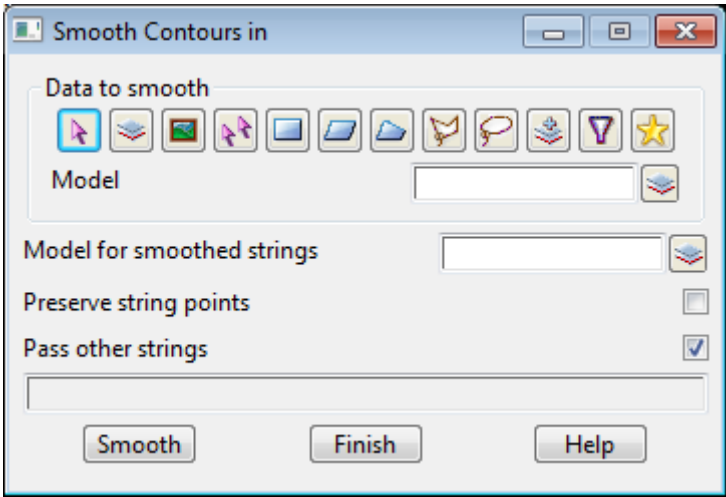 Smooth Contours in
Data to smooth
Model
Model for smoothed strings
Preserve string points
Pass other strings
Smooth Finish Help